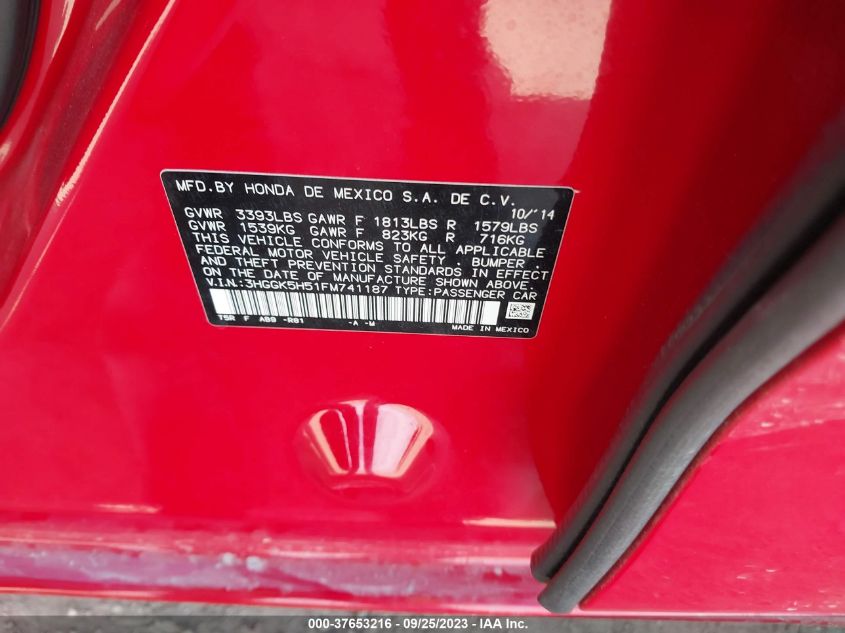 MFD.BY HONDA DE MEXICO S.A. DE C.V.
10/'14
GVWR 3393LBS GAWR F 1813LBS R 1579LBS
GVWR 1539KG GAWR F 823KG R 716KG
THIS VEHICLE CONFORMS TO ALL APPLICABLE
FEDERAL MOTOR VEHICLE SAFETY, BUMPER,
AND THEFT PREVENTION STANDARDS IN EFFECT
ON THE DATE OF MANUFACTURE SHOWN ABOVE.
V.I.N.:3HGGK5H51FM741187 TYPE:PASSENGER CAR
T5R F AB9 -R81 -A -M
MADE IN MEXICO
000-37653216 - 09/25/2023 - IAA Inc.